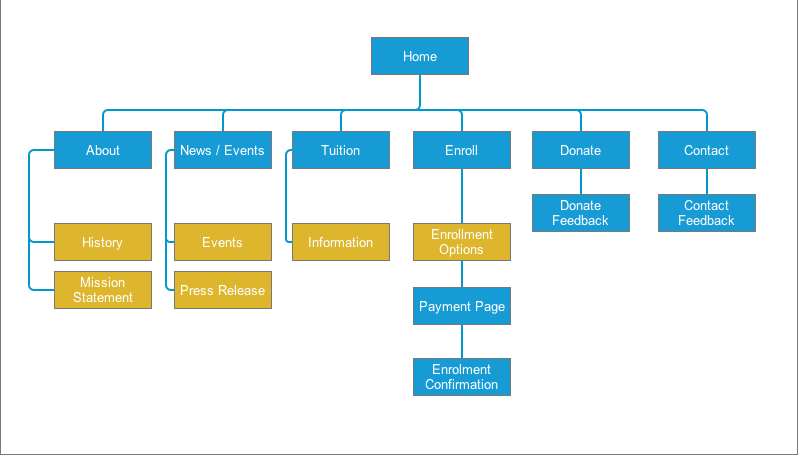 Home
About
News / Events
Tuition
Enroll
Donate
Contact
Donate
Feedback
Contact
Feedback
History
Events
Information
Enrollment
Options
Mission
Statement
Press Release
Payment Page
Enrolment
Confirmation